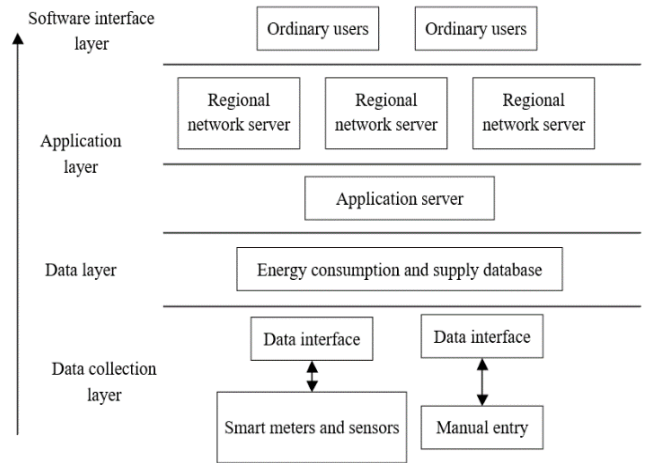 Software interface
layer
Ordinary users
Ordinary users
Regional
network server
Regional
network server
Regional
network server
Application
layer
Application server
Data layer
Energy consumption and supply database
Data interface
Data interface
Data collection
layer
Smart meters and sensors
Manual entry